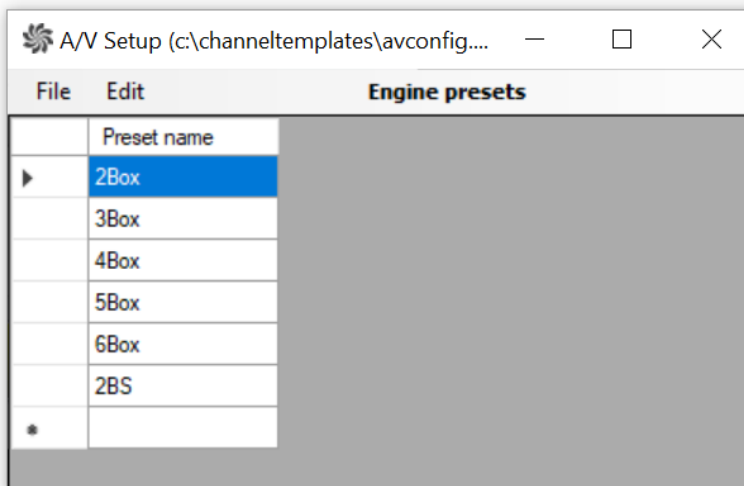 A/V Setup (c:\channeltemplates\avconfig....
File Edit Engine presets
Preset name
2Box
3Box
4Box
5Box
6Box
2BS